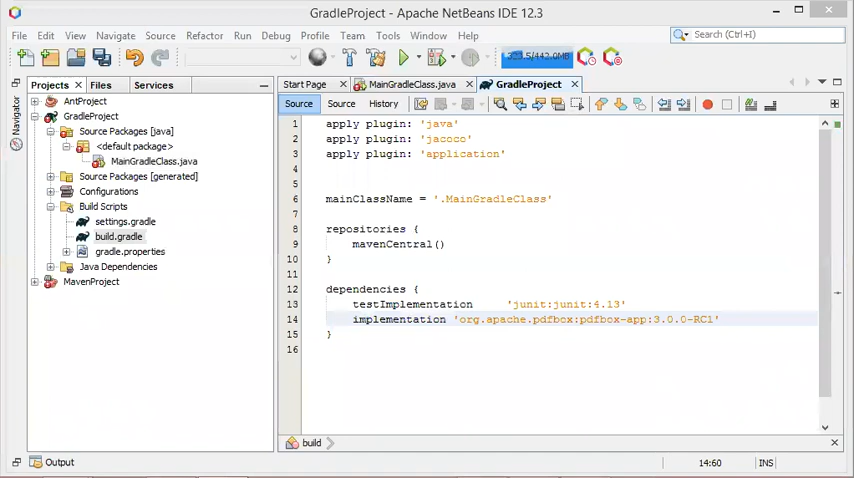 GradleProject - Apache NetBeans IDE 12.3
File Edit View Navigate Source Refactor Run Debug Profile Team Tools Window Help
Search (Ctrl+I)
323.5/442.0MB
Projects Files Services
Start Page MainGradleClass.java GradleProject
Navigator
Source Source History
AntProject
GradleProject
Source Packages [java]
<default package>
MainGradleClass.java
Source Packages [generated]
Configurations
Build Scripts
settings.gradle
build.gradle
gradle.properties
Java Dependencies
MavenProject
1 apply plugin: 'java'
2 apply plugin: 'jacoco'
3 apply plugin: 'application'
4
5
6 mainClassName = '.MainGradleClass'
7
8 repositories {
9 mavenCentral()
10 }
11
12 dependencies {
13 testImplementation 'junit:junit:4.13'
14 implementation 'org.apache.pdfbox:pdfbox-app:3.0.0-RC1'
15 }
16
build
Output
14:60 INS